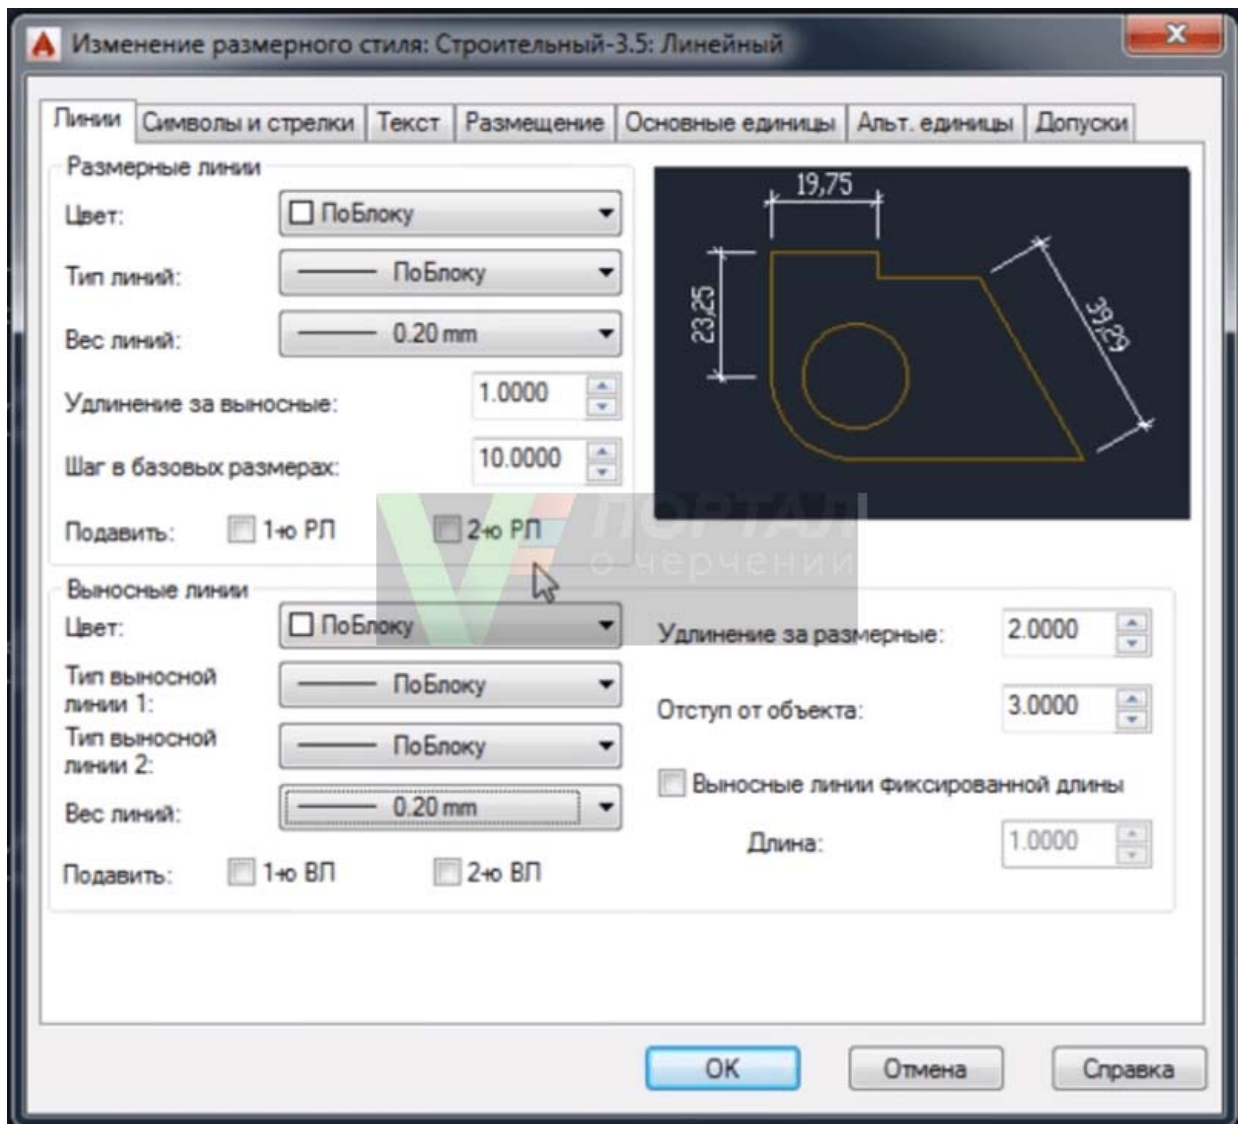 Изменение размерного стиля: Строительный-3.5: Линейный
Линии Символы и стрелки Текст Размещение Основные единицы Альт. единицы Допуски
Размерные линии
Цвет: ПоБлоку
Тип линий: ПоБлоку
Вес линий: 0.20 mm
Удлинение за выносные: 1.0000
Шаг в базовых размерах: 10.0000
Подавить: 1-ю РЛ 2-ю РЛ
19,75
23,25
39,29
ПОРТАЛ
о черчении
Выносные линии
Цвет: ПоБлоку
Тип выносной
линии 1: ПоБлоку
Тип выносной
линии 2: ПоБлоку
Вес линий: 0.20 mm
Подавить: 1-ю ВЛ 2-ю ВЛ
Удлинение за размерные: 2.0000
Отступ от объекта: 3.0000
Выносные линии фиксированной длины
Длина: 1.0000
OK Отмена Справка